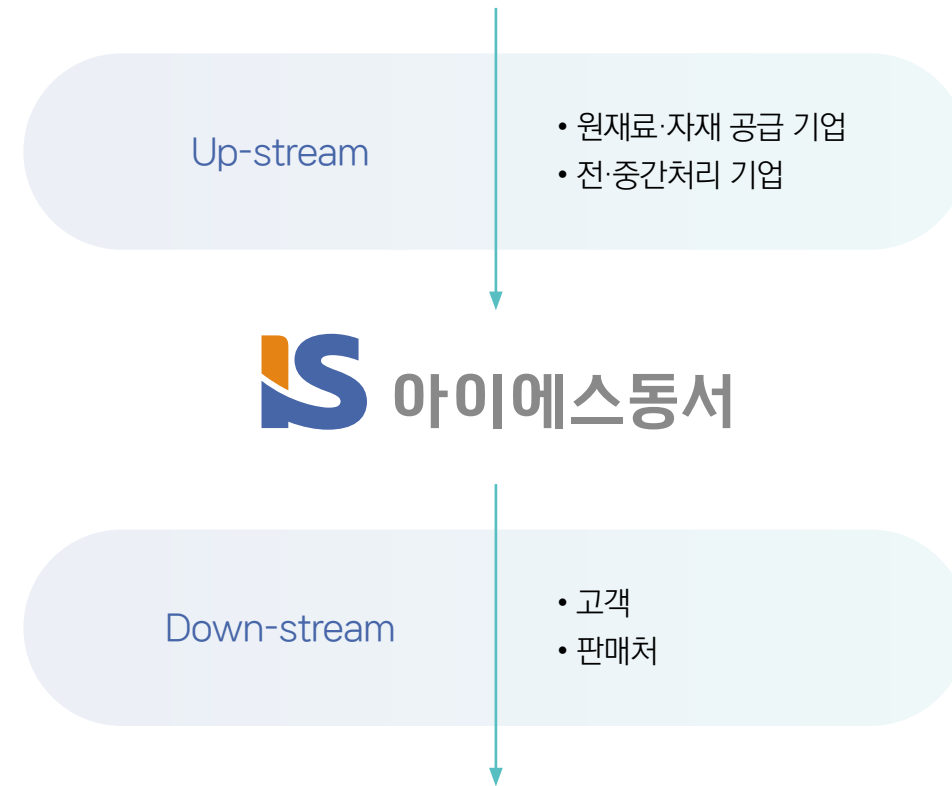 Up-stream
• 원재료·자재 공급 기업
• 전·중간처리 기업
IS 아이에스동서
Down-stream
• 고객
• 판매처